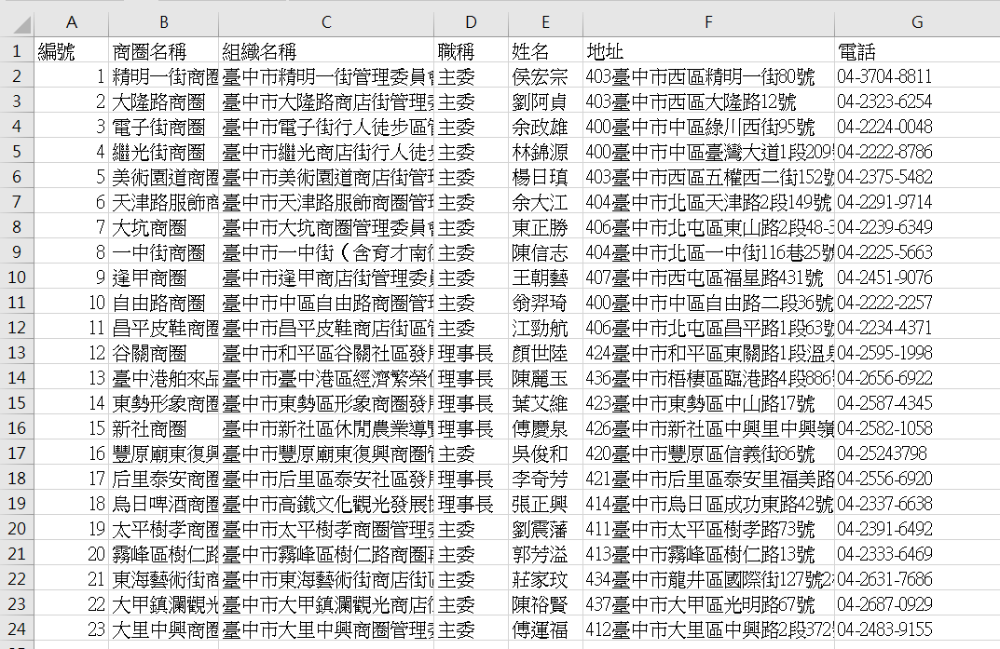 A B C D E F G
1 編號 商圈名稱 組織名稱 職稱 姓名 地址 電話
2 1 精明一街商圈 臺中市精明一街管理委員會 主委 侯宏宗 403臺中市西區精明一街80號 04-3704-8811
3 2 大隆路商圈 臺中市大隆路商店街管理委 主委 劉阿貞 403臺中市西區大隆路12號 04-2323-6254
4 3 電子街商圈 臺中市電子街行人徒步區管 主委 余政雄 400臺中市中區綠川西街95號 04-2224-0048
5 4 繼光街商圈 臺中市繼光商店街行人徒步 主委 林錦源 400臺中市中區臺灣大道1段209號 04-2222-8786
6 5 美術園道商圈 臺中市美術園道商店街管理 主委 楊日瑱 403臺中市西區五權西二街152號 04-2375-5482
7 6 天津路服飾商 臺中市天津路服飾商圈管理 主委 余大江 404臺中市北區天津路2段149號 04-2291-9714
8 7 大坑商圈 臺中市大坑商圈管理委員會 主委 東正勝 406臺中市北屯區東山路2段48-3 04-2239-6349
9 8 一中街商圈 臺中市一中街（含育才南街 主委 陳信志 404臺中市北區一中街116巷25號 04-2225-5663
10 9 逢甲商圈 臺中市逢甲商店街管理委員 主委 王朝藝 407臺中市西屯區福星路431號 04-2451-9076
11 10 自由路商圈 臺中市中區自由路商圈管理 主委 翁羿琦 400臺中市中區自由路二段36號 04-2222-2257
12 11 昌平皮鞋商圈 臺中市昌平皮鞋商店街區管 主委 江勁航 406臺中市北屯區昌平路1段63號 04-2234-4371
13 12 谷關商圈 臺中市和平區谷關社區發展 理事長 顏世陸 424臺中市和平區東關路1段溫泉 04-2595-1998
14 13 臺中港舶來品 臺中市臺中港區經濟繁榮促 理事長 陳麗玉 436臺中市梧棲區臨港路4段886號 04-2656-6922
15 14 東勢形象商圈 臺中市東勢區形象商圈發展 理事長 葉艾維 423臺中市東勢區中山路17號 04-2587-4345
16 15 新社商圈 臺中市新社區休閒農業導覽 理事長 傅慶泉 426臺中市新社區中興里中興嶺 04-2582-1058
17 16 豐原廟東復興 臺中市豐原廟東復興商圈管 主委 吳俊和 420臺中市豐原區信義街86號 04-25243798
18 17 后里泰安商圈 臺中市后里區泰安社區發展 理事長 李奇芳 421臺中市后里區泰安里福美路 04-2556-6920
19 18 烏日啤酒商圈 臺中市高鐵文化觀光發展協 理事長 張正興 414臺中市烏日區成功東路42號 04-2337-6638
20 19 太平樹孝商圈 臺中市太平樹孝商圈管理委 主委 劉震藩 411臺中市太平區樹孝路73號 04-2391-6492
21 20 霧峰區樹仁路 臺中市霧峰區樹仁路商圈 主委 郭芳溢 413臺中市霧峰區樹仁路13號 04-2333-6469
22 21 東海藝術街商 臺中市東海藝術街商店街 主委 莊家玟 434臺中市龍井區國際街127號2 04-2631-7686
23 22 大甲鎮瀾觀光 臺中市大甲鎮瀾觀光商店街 主委 陳裕賢 437臺中市大甲區光明路67號 04-2687-0929
24 23 大里中興商圈 臺中市大里中興商圈管理委 主委 傅運福 412臺中市大里區中興路2段372 04-2483-9155